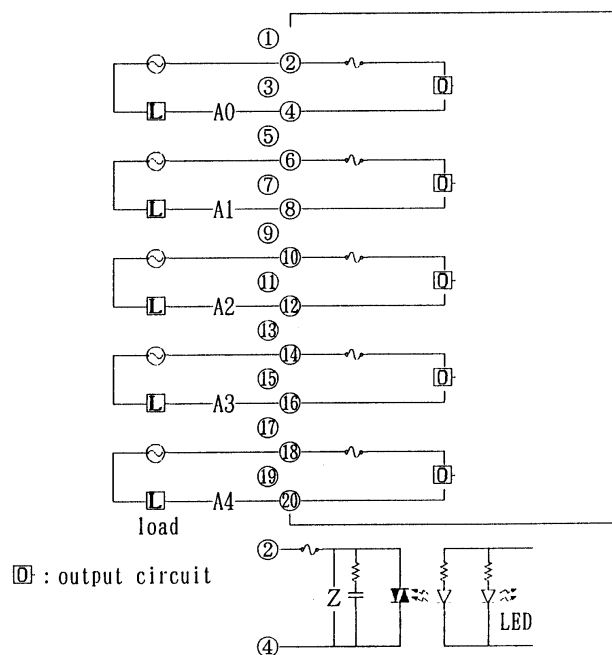 ①
②
③
O
L A0 ④
⑤
⑥
⑦
O
L A1 ⑧
⑨
⑩
⑪
O
L A2 ⑫
⑬
⑭
⑮
O
L A3 ⑯
⑰
⑱
⑲
O
L A4 ⑳
load
②
O : output circuit
Z
LED
④